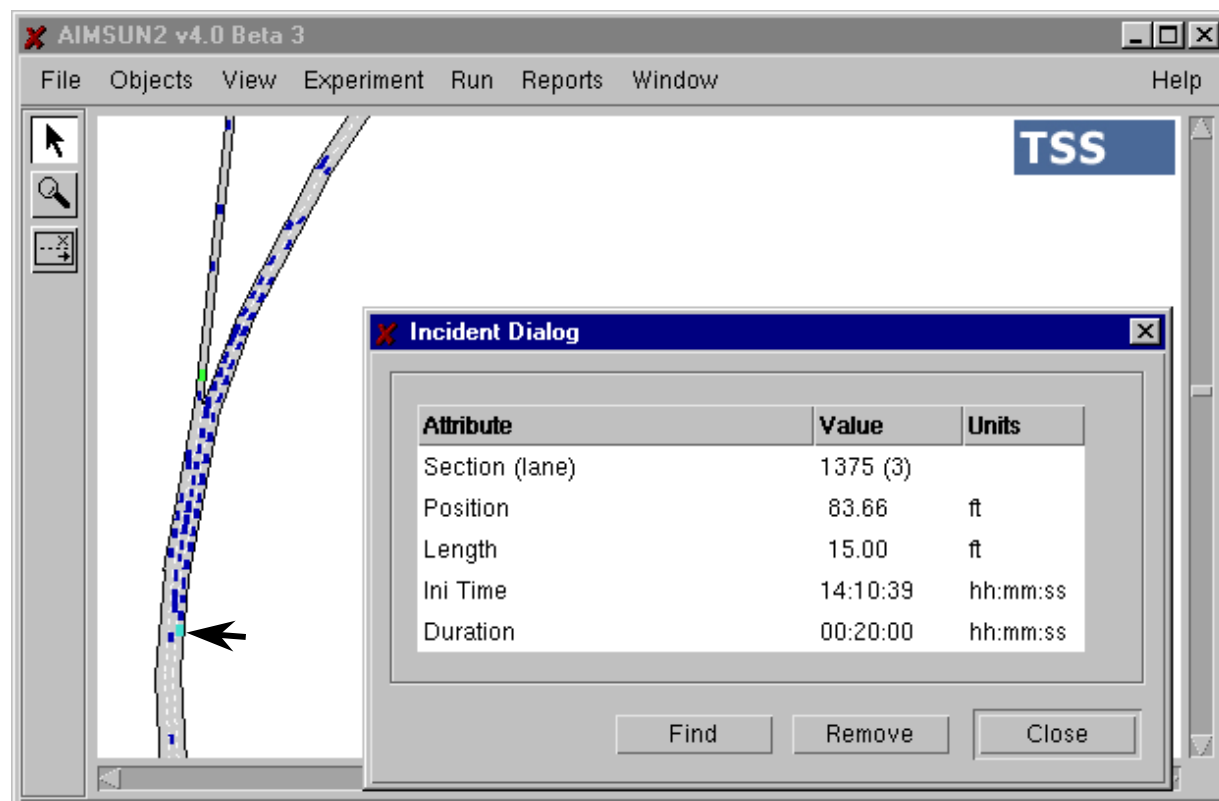 AIMSUN2 v4.0 Beta 3
File Objects View Experiment Run Reports Window Help
TSS
Incident Dialog
Attribute Value Units
Section (lane) 1375 (3)
Position 83.66 ft
Length 15.00 ft
Ini Time 14:10:39 hh:mm:ss
Duration 00:20:00 hh:mm:ss
Find Remove Close